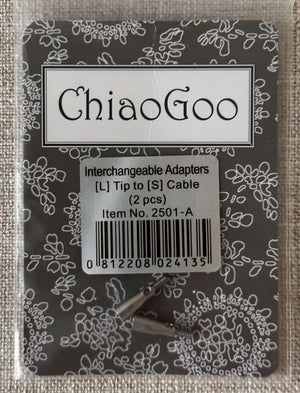 ChiaoGoo
Interchangeable Adapters
[L] Tip to [S] Cable
(2 pcs)
Item No. 2501-A
0 812208 024135